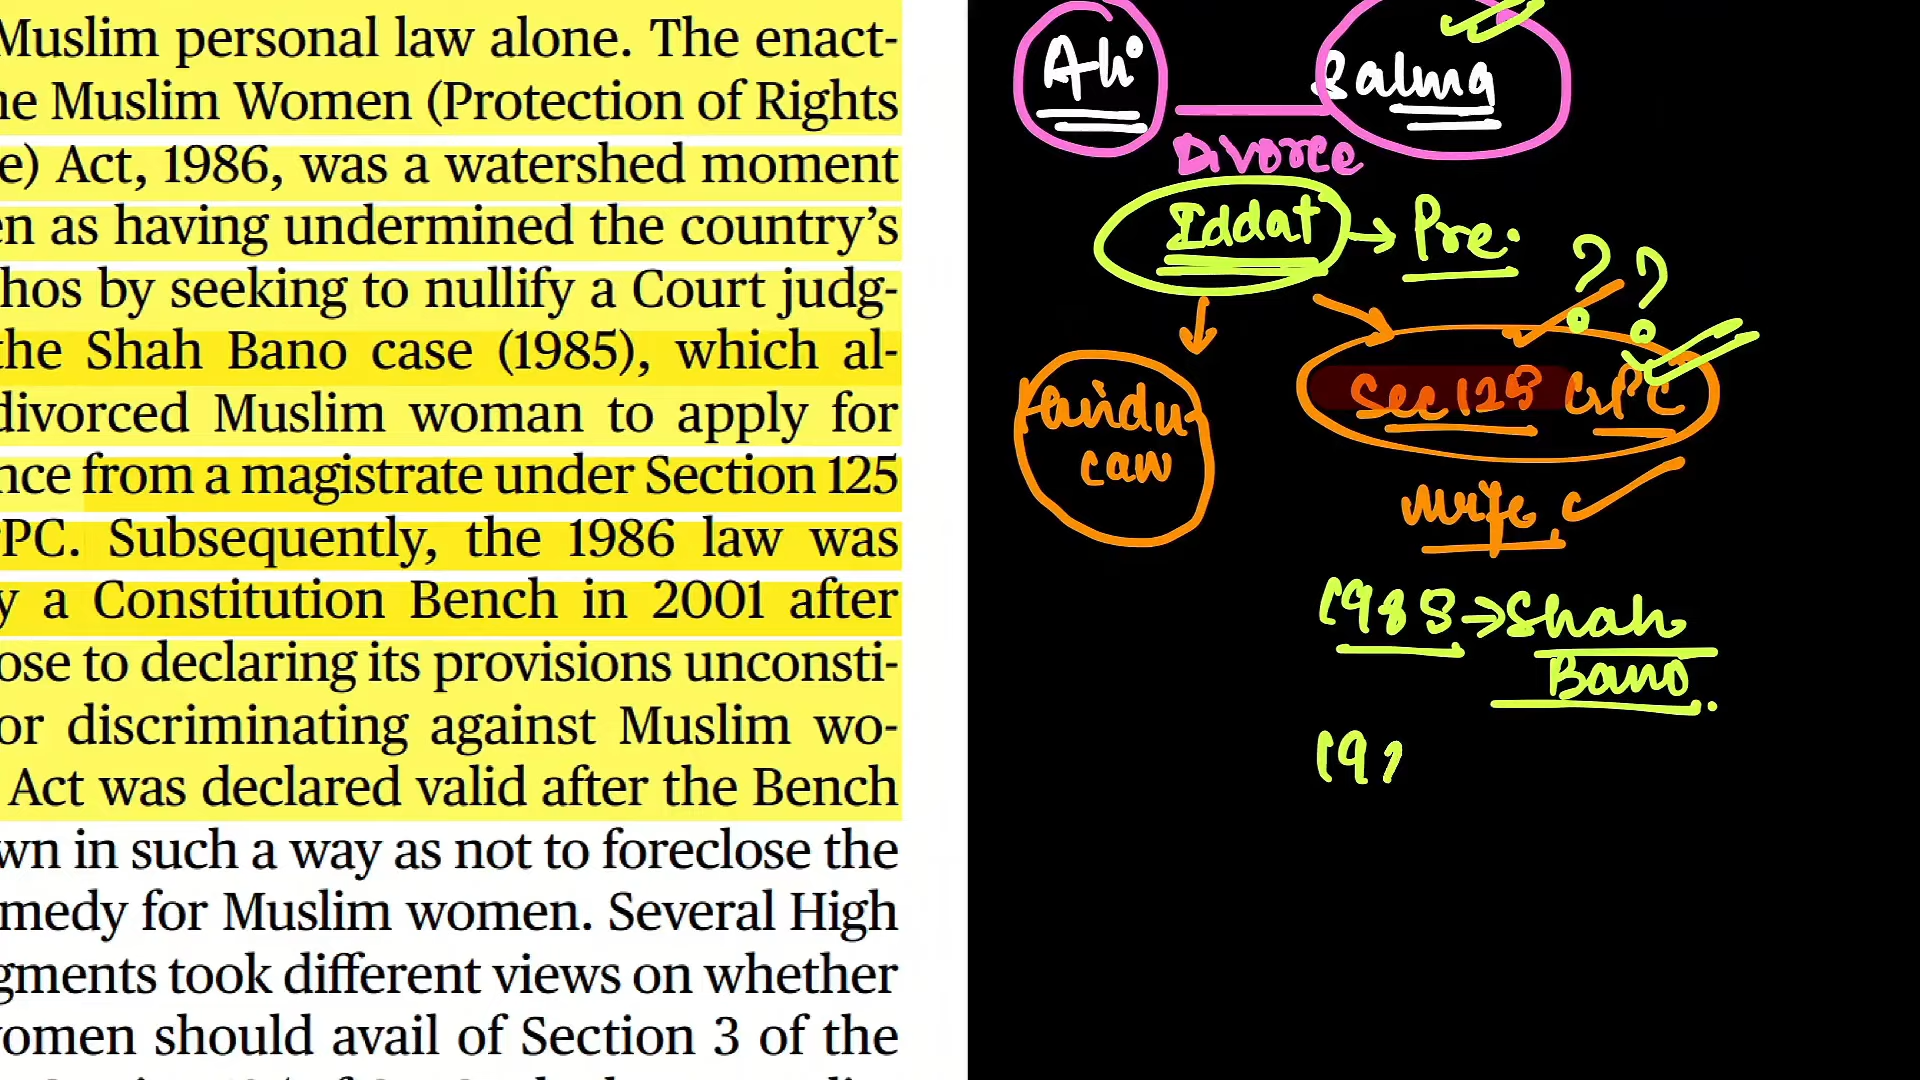 Muslim personal law alone. The enact-
ne Muslim Women (Protection of Rights
e) Act, 1986, was a watershed moment
en as having undermined the country's
hos by seeking to nullify a Court judg-
the Shah Bano case (1985), which al-
divorced Muslim woman to apply for
nce from a magistrate under Section 125
PC. Subsequently, the 1986 law was
y a Constitution Bench in 2001 after
ose to declaring its provisions unconsti-
or discriminating against Muslim wo-
Act was declared valid after the Bench
wn in such a way as not to foreclose the
medy for Muslim women. Several High
gments took different views on whether
omen should avail of Section 3 of the
Ali
Salma
Divorce
Iddat → Pre.
? ?
Sec 125 CrPC
Law
wife
1985 → Shah
Bano.
19